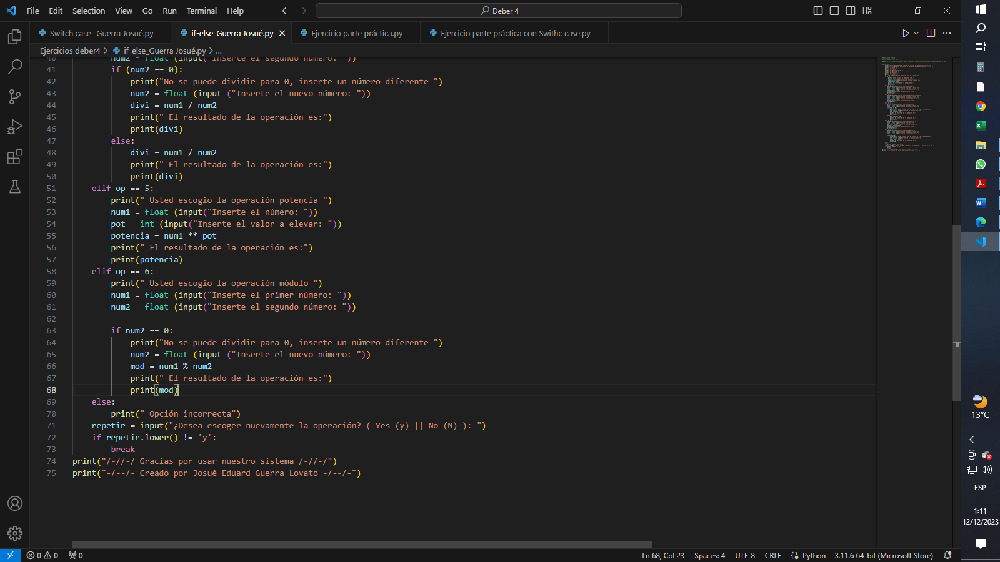 File Edit Selection View Go Run Terminal Help
Deber 4
Switch case _Guerra Josué.py
if-else_Guerra Josué.py
Ejercicio parte práctica.py
Ejercicio parte práctica con Swithc case.py
Ejercicios deber4 > if-else_Guerra Josué.py > ...
40 num2 = float (input("Inserte el segundo número: "))
41 if (num2 == 0):
42 print("No se puede dividir para 0, inserte un número diferente ")
43 num2 = float (input ("Inserte el nuevo número: "))
44 divi = num1 / num2
45 print(" El resultado de la operación es:")
46 print(divi)
47 else:
48 divi = num1 / num2
49 print(" El resultado de la operación es:")
50 print(divi)
51 elif op == 5:
52 print(" Usted escogio la operación potencia ")
53 num1 = float (input("Inserte el número: "))
54 pot = int (input("Inserte el valor a elevar: "))
55 potencia = num1 ** pot
56 print(" El resultado de la operación es:")
57 print(potencia)
58 elif op == 6:
59 print(" Usted escogio la operación módulo ")
60 num1 = float (input("Inserte el primer número: "))
61 num2 = float (input("Inserte el segundo número: "))
62
63 if num2 == 0:
64 print("No se puede dividir para 0, inserte un número diferente ")
65 num2 = float (input ("Inserte el nuevo número: "))
66 mod = num1 % num2
67 print(" El resultado de la operación es:")
68 print(mod)
69 else:
70 print(" Opción incorrecta")
71 repetir = input("¿Desea escoger nuevamente la operación? ( Yes (y) || No (N) ): ")
72 if repetir.lower() != 'y':
73 break
74 print("/-//-/ Gracias por usar nuestro sistema /-//-/")
75 print("-/--/- Creado por Josué Eduard Guerra Lovato -/--/-")
0 0 0
Ln 68, Col 23 Spaces: 4 UTF-8 CRLF Python 3.11.6 64-bit (Microsoft Store)
13°C
ESP
1:11
12/12/2023